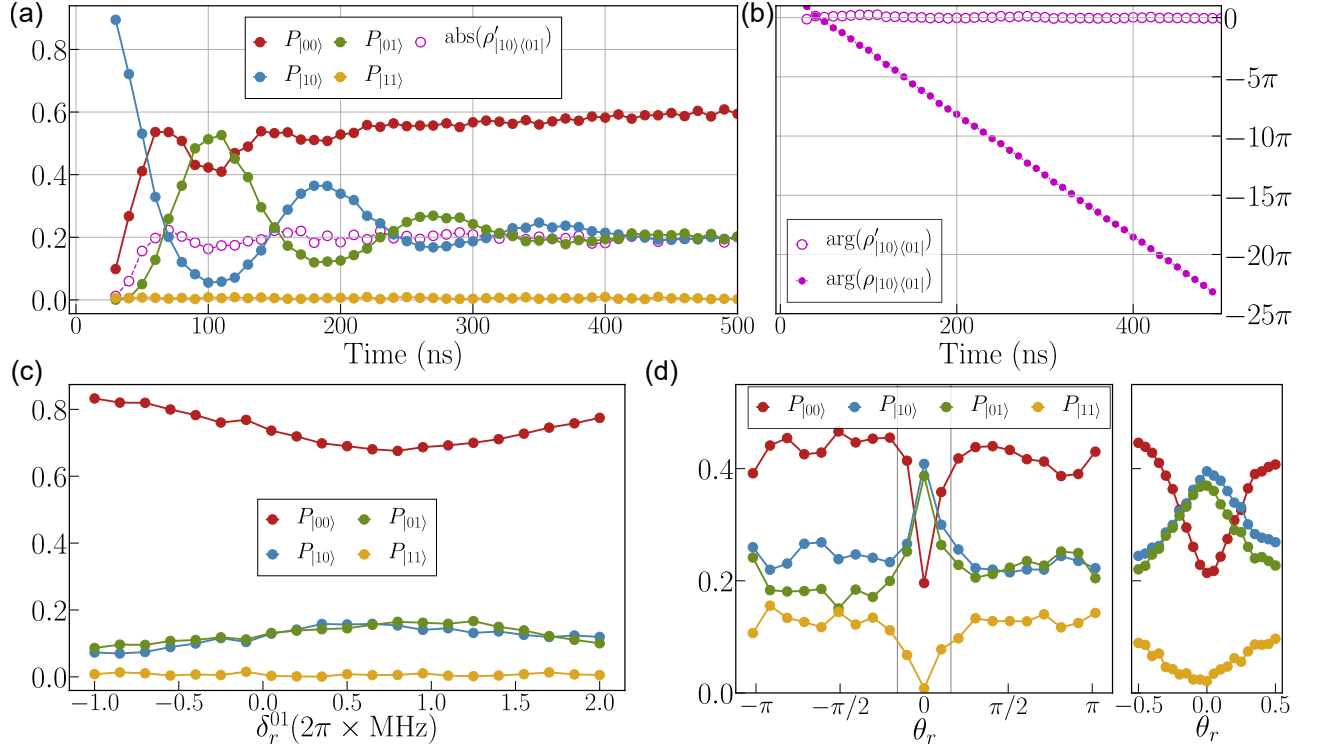 (a)
P|00⟩ P|01⟩ abs(ρ′|10⟩⟨01|)
P|10⟩ P|11⟩
0.8
0.6
0.4
0.2
0.0
0 100 200 300 400 500
Time (ns)
(b)
0
−5π
−10π
−15π
−20π
−25π
arg(ρ′|10⟩⟨01|)
arg(ρ|10⟩⟨01|)
200 400
Time (ns)
(c)
0.8
0.6
0.4
0.2
0.0
P|00⟩ P|01⟩
P|10⟩ P|11⟩
−1.0 −0.5 0.0 0.5 1.0 1.5 2.0
δ_r^01 (2π × MHz)
(d)
P|00⟩ P|10⟩ P|01⟩ P|11⟩
0.4
0.2
0.0
−π −π/2 0 π/2 π
θr
−0.5 0.0 0.5
θr